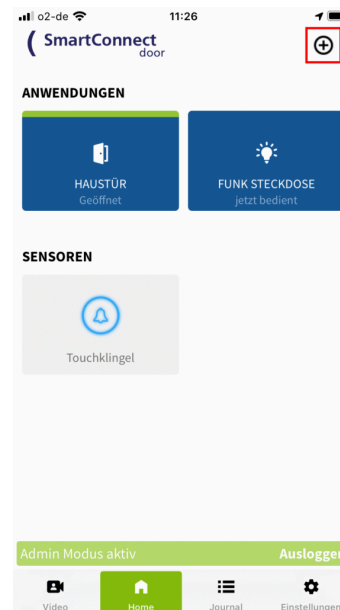 o2-de 11:26
SmartConnect
door
ANWENDUNGEN
HAUSTÜR
Geöffnet
FUNK STECKDOSE
jetzt bedient
SENSOREN
Touchklingel
Admin Modus aktiv Ausloggen
Video Home Journal Einstellungen